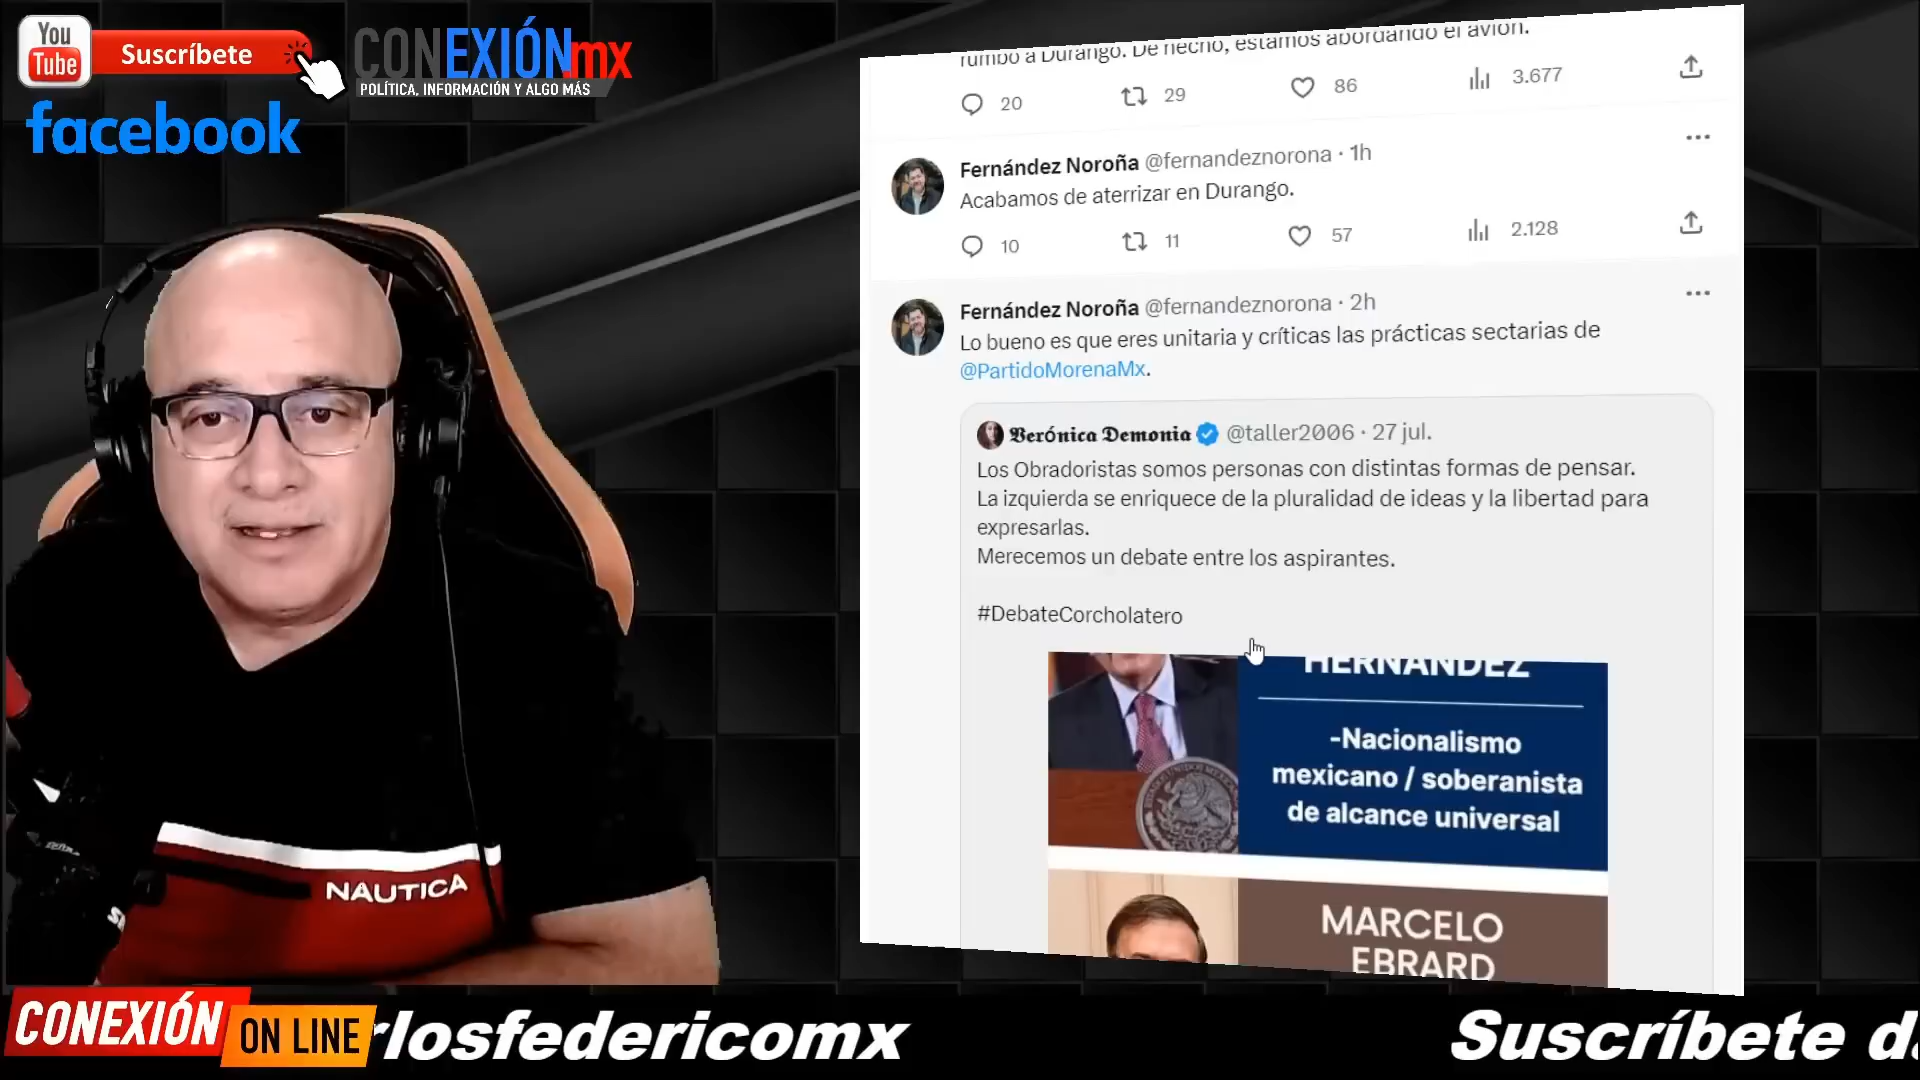 You
Tube
Suscríbete
facebook
CONEXIÓNmx
POLÍTICA, INFORMACIÓN Y ALGO MÁS
NAUTICA
rumbo a Durango. De hecho, estamos abordando el avión.
20 29 86 3.677
Fernández Noroña @fernandeznorona · 1h
Acabamos de aterrizar en Durango.
10 11 57 2.128
Fernández Noroña @fernandeznorona · 2h
Lo bueno es que eres unitaria y críticas las prácticas sectarias de
@PartidoMorenaMx.
𝕭𝖊𝖗ó𝖓𝖎𝖈𝖆 𝕯𝖊𝖒𝖔𝖓𝖎𝖆 @taller2006 · 27 jul.
Los Obradoristas somos personas con distintas formas de pensar.
La izquierda se enriquece de la pluralidad de ideas y la libertad para
expresarlas.
Merecemos un debate entre los aspirantes.
#DebateCorcholatero
HERNÁNDEZ
-Nacionalismo
mexicano / soberanista
de alcance universal
MARCELO
EBRARD
CONEXIÓN
ON LINE
rlosfedericomx
Suscríbete d